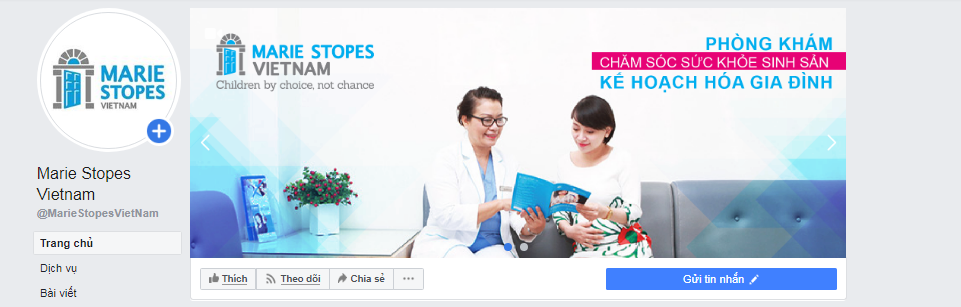 MARIE
STOPES
VIETNAM
Marie Stopes
Vietnam
@MarieStopesVietNam
Trang chủ
Dịch vụ
Bài viết
MARIE STOPES
VIETNAM
Children by choice, not chance
PHÒNG KHÁM
CHĂM SÓC SỨC KHỎE SINH SẢN
KẾ HOẠCH HÓA GIA ĐÌNH
Thích
Theo dõi
Chia sẻ
Gửi tin nhắn